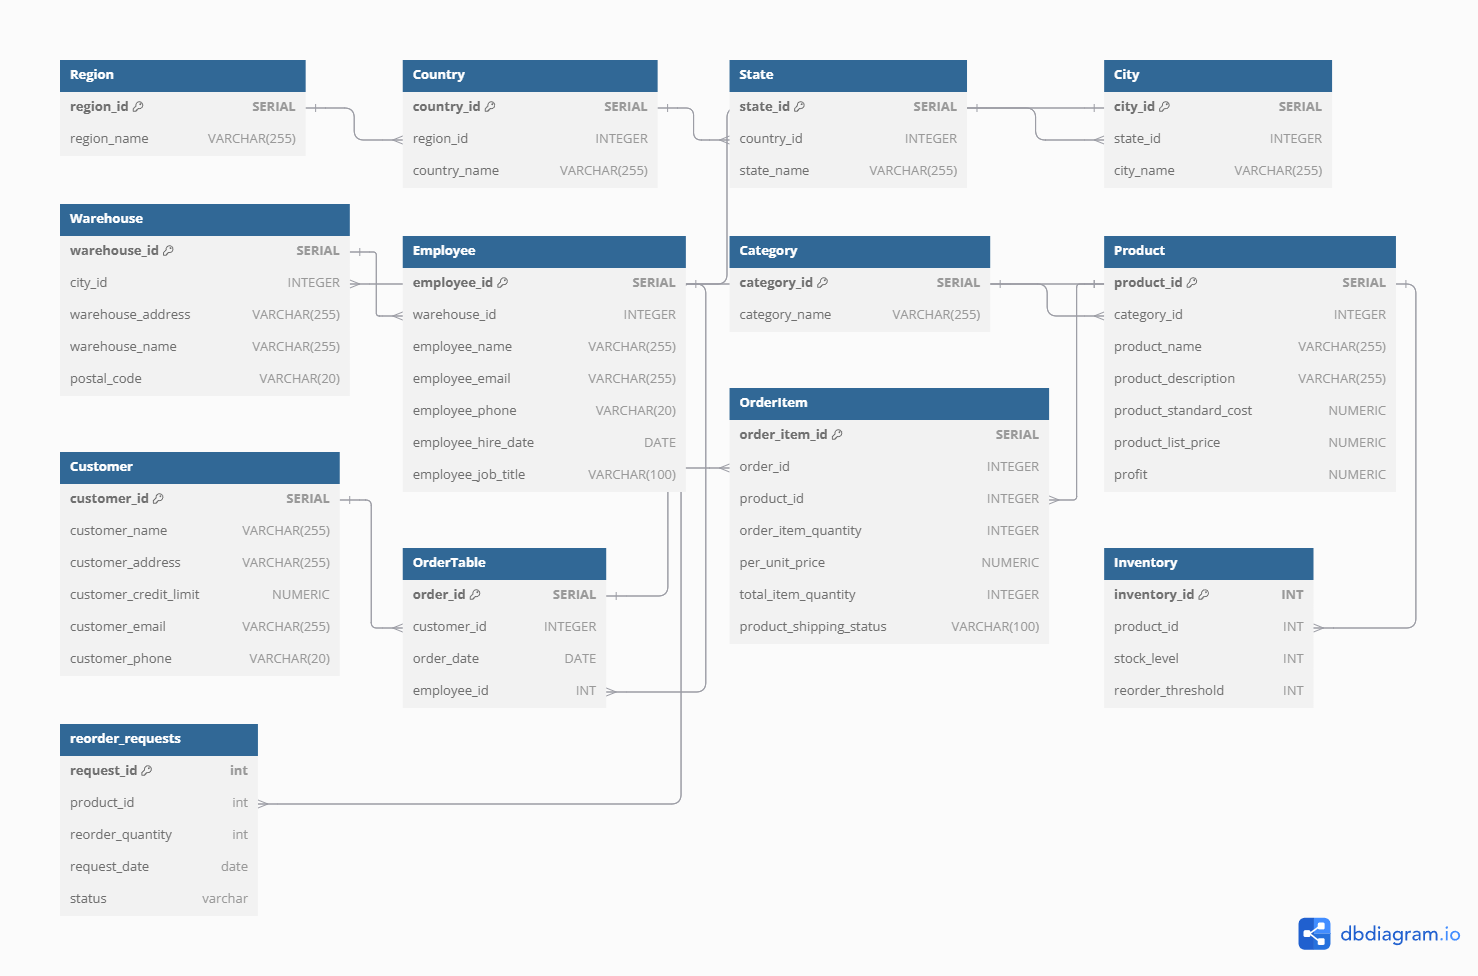 Region
region_id SERIAL
region_name VARCHAR(255)
Country
country_id SERIAL
region_id INTEGER
country_name VARCHAR(255)
State
state_id SERIAL
country_id INTEGER
state_name VARCHAR(255)
City
city_id SERIAL
state_id INTEGER
city_name VARCHAR(255)
Warehouse
warehouse_id SERIAL
city_id INTEGER
warehouse_address VARCHAR(255)
warehouse_name VARCHAR(255)
postal_code VARCHAR(20)
Employee
employee_id SERIAL
warehouse_id INTEGER
employee_name VARCHAR(255)
employee_email VARCHAR(255)
employee_phone VARCHAR(20)
employee_hire_date DATE
employee_job_title VARCHAR(100)
Category
category_id SERIAL
category_name VARCHAR(255)
Product
product_id SERIAL
category_id INTEGER
product_name VARCHAR(255)
product_description VARCHAR(255)
product_standard_cost NUMERIC
product_list_price NUMERIC
profit NUMERIC
Customer
customer_id SERIAL
customer_name VARCHAR(255)
customer_address VARCHAR(255)
customer_credit_limit NUMERIC
customer_email VARCHAR(255)
customer_phone VARCHAR(20)
OrderTable
order_id SERIAL
customer_id INTEGER
order_date DATE
employee_id INT
OrderItem
order_item_id SERIAL
order_id INTEGER
product_id INTEGER
order_item_quantity INTEGER
per_unit_price NUMERIC
total_item_quantity INTEGER
product_shipping_status VARCHAR(100)
Inventory
inventory_id INT
product_id INT
stock_level INT
reorder_threshold INT
reorder_requests
request_id int
product_id int
reorder_quantity int
request_date date
status varchar
dbdiagram.io